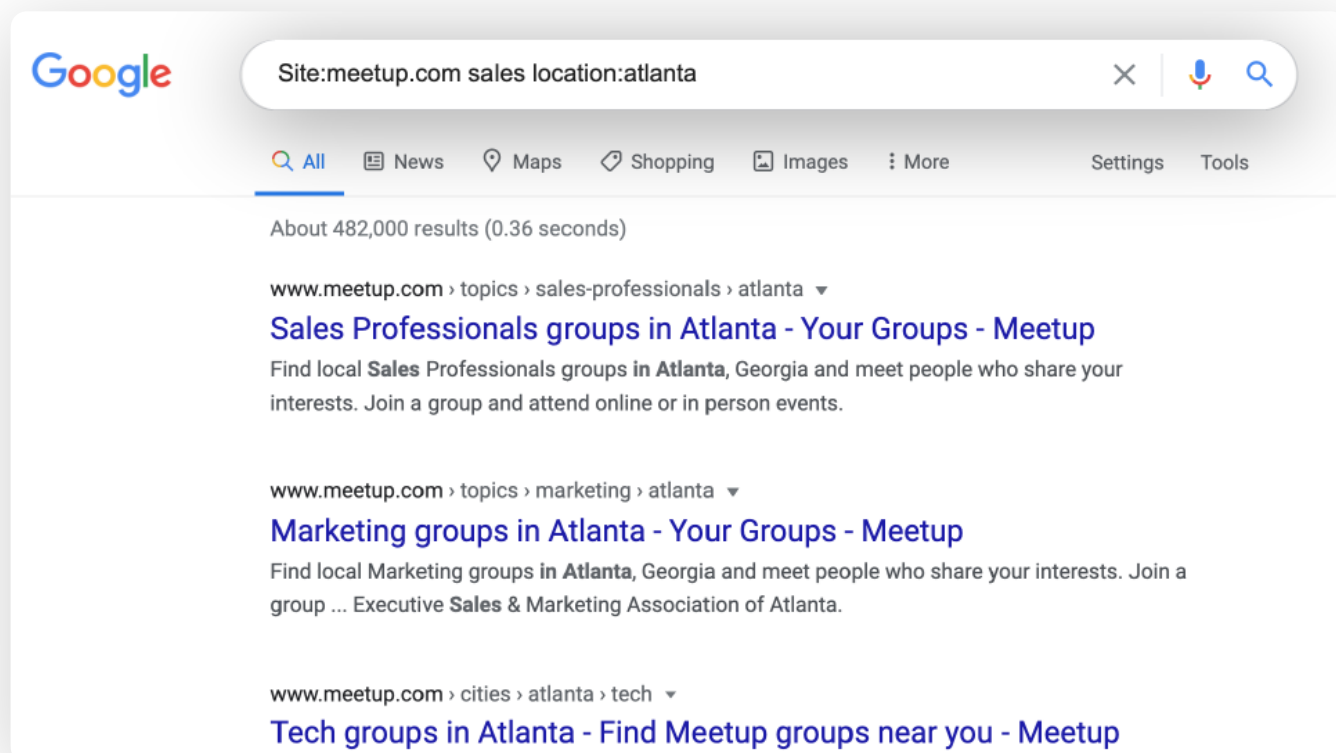 Google
Site:meetup.com sales location:atlanta
All News Maps Shopping Images More Settings Tools
About 482,000 results (0.36 seconds)
www.meetup.com › topics › sales-professionals › atlanta
Sales Professionals groups in Atlanta - Your Groups - Meetup
Find local Sales Professionals groups in Atlanta, Georgia and meet people who share your
interests. Join a group and attend online or in person events.
www.meetup.com › topics › marketing › atlanta
Marketing groups in Atlanta - Your Groups - Meetup
Find local Marketing groups in Atlanta, Georgia and meet people who share your interests. Join a
group ... Executive Sales & Marketing Association of Atlanta.
www.meetup.com › cities › atlanta › tech
Tech groups in Atlanta - Find Meetup groups near you - Meetup